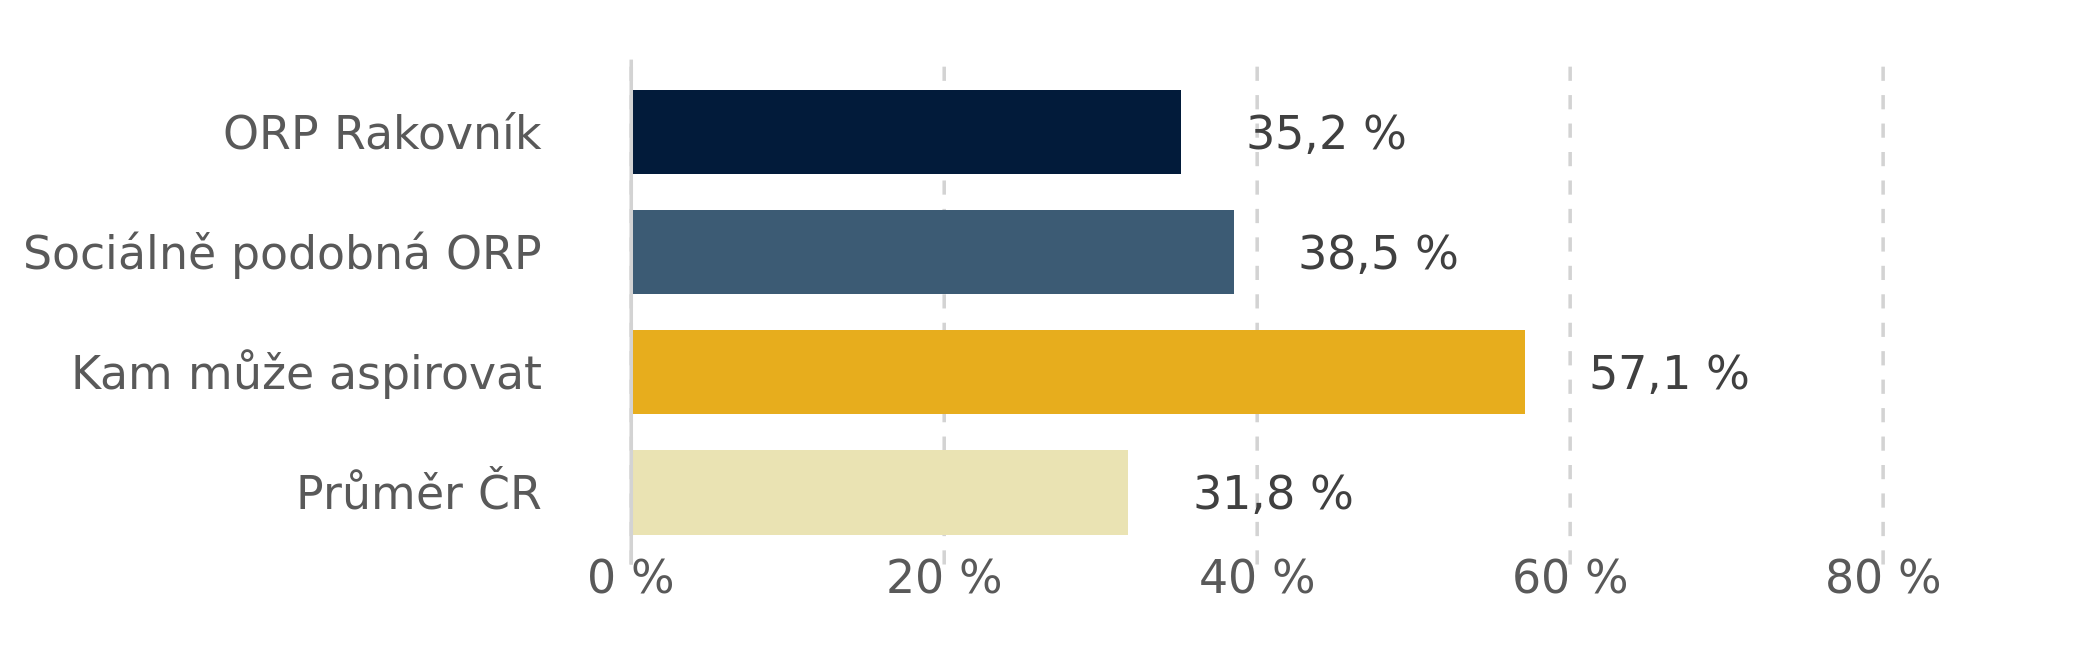 ORP Rakovník 35,2 %
Sociálně podobná ORP 38,5 %
Kam může aspirovat 57,1 %
Průměr ČR 31,8 %
0 % 20 % 40 % 60 % 80 %